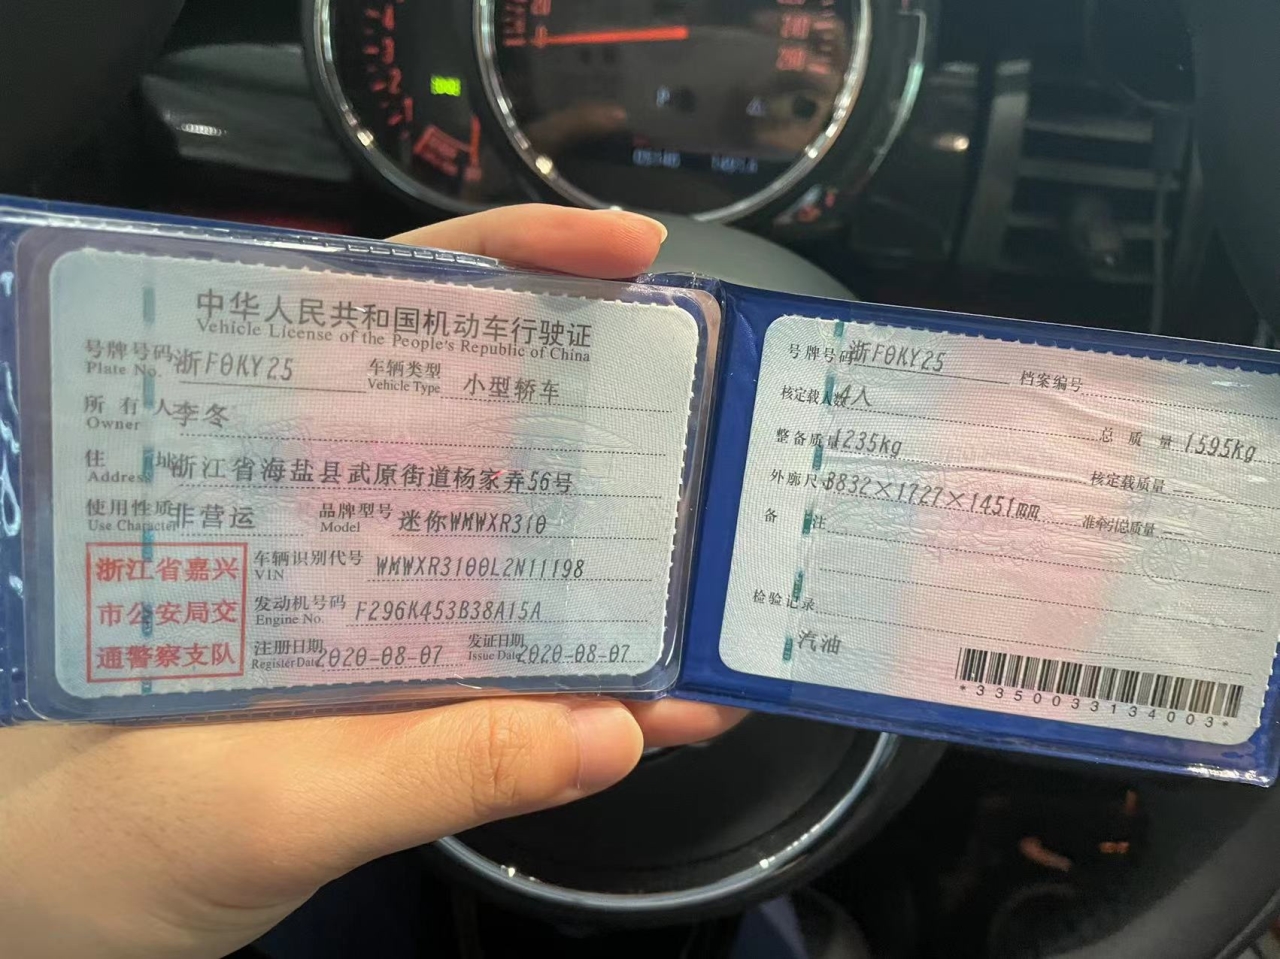 中华人民共和国机动车行驶证
Vehicle License of the People's Republic of China
号牌号码 浙F0KY25 车辆类型 小型轿车
Plate No. Vehicle Type
所有人 李冬
Owner
住址 浙江省海盐县武原街道杨家弄56号
Address
使用性质 非营运 品牌型号 迷你WMWXR310
Use Character Model
浙江省嘉兴
市公安局交
通警察支队
车辆识别代号 WMWXR3100L2N11198
VIN
发动机号码 F296K453B38A15A
Engine No.
注册日期 2020-08-07 发证日期 2020-08-07
Register Date Issue Date
号牌号码 浙F0KY25 档案编号
核定载人数 4人 总质量 1595kg
整备质量 1235kg 核定载质量 --
外廓尺寸 3832×1727×1451mm 准牵引总质量 --
备注
检验记录
汽油
*3350033134003*
P
240
260